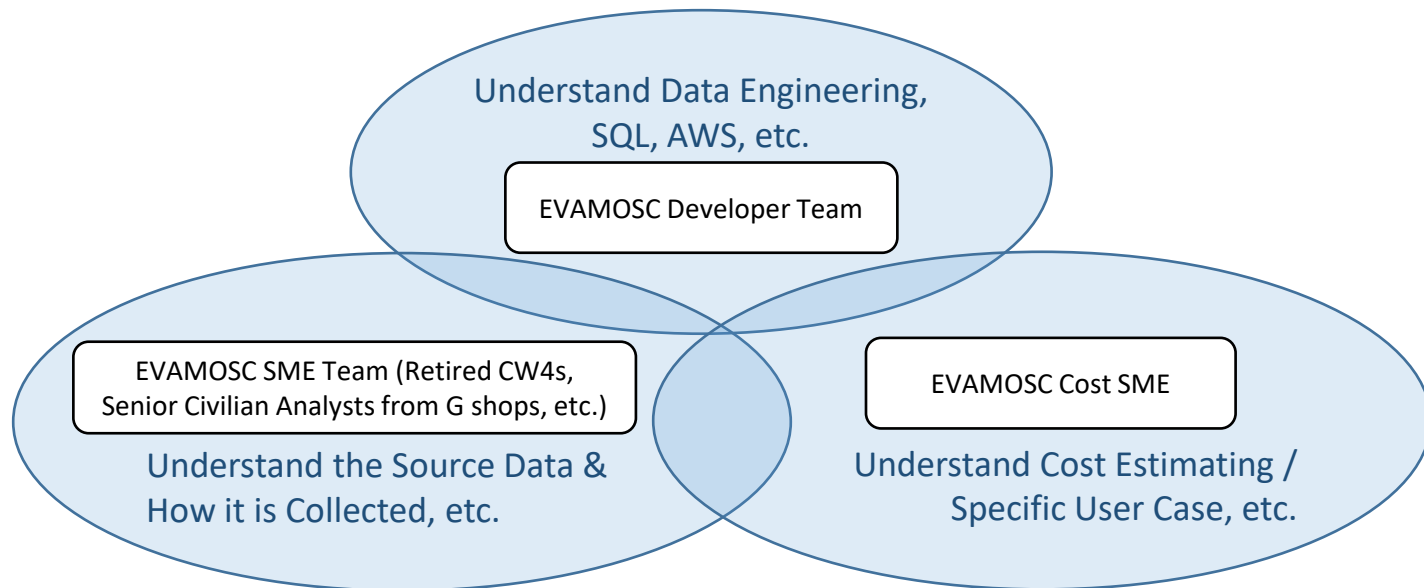 Understand Data Engineering,
SQL, AWS, etc.
EVAMOSC Developer Team
EVAMOSC SME Team (Retired CW4s,
Senior Civilian Analysts from G shops, etc.)
Understand the Source Data &
How it is Collected, etc.
EVAMOSC Cost SME
Understand Cost Estimating /
Specific User Case, etc.